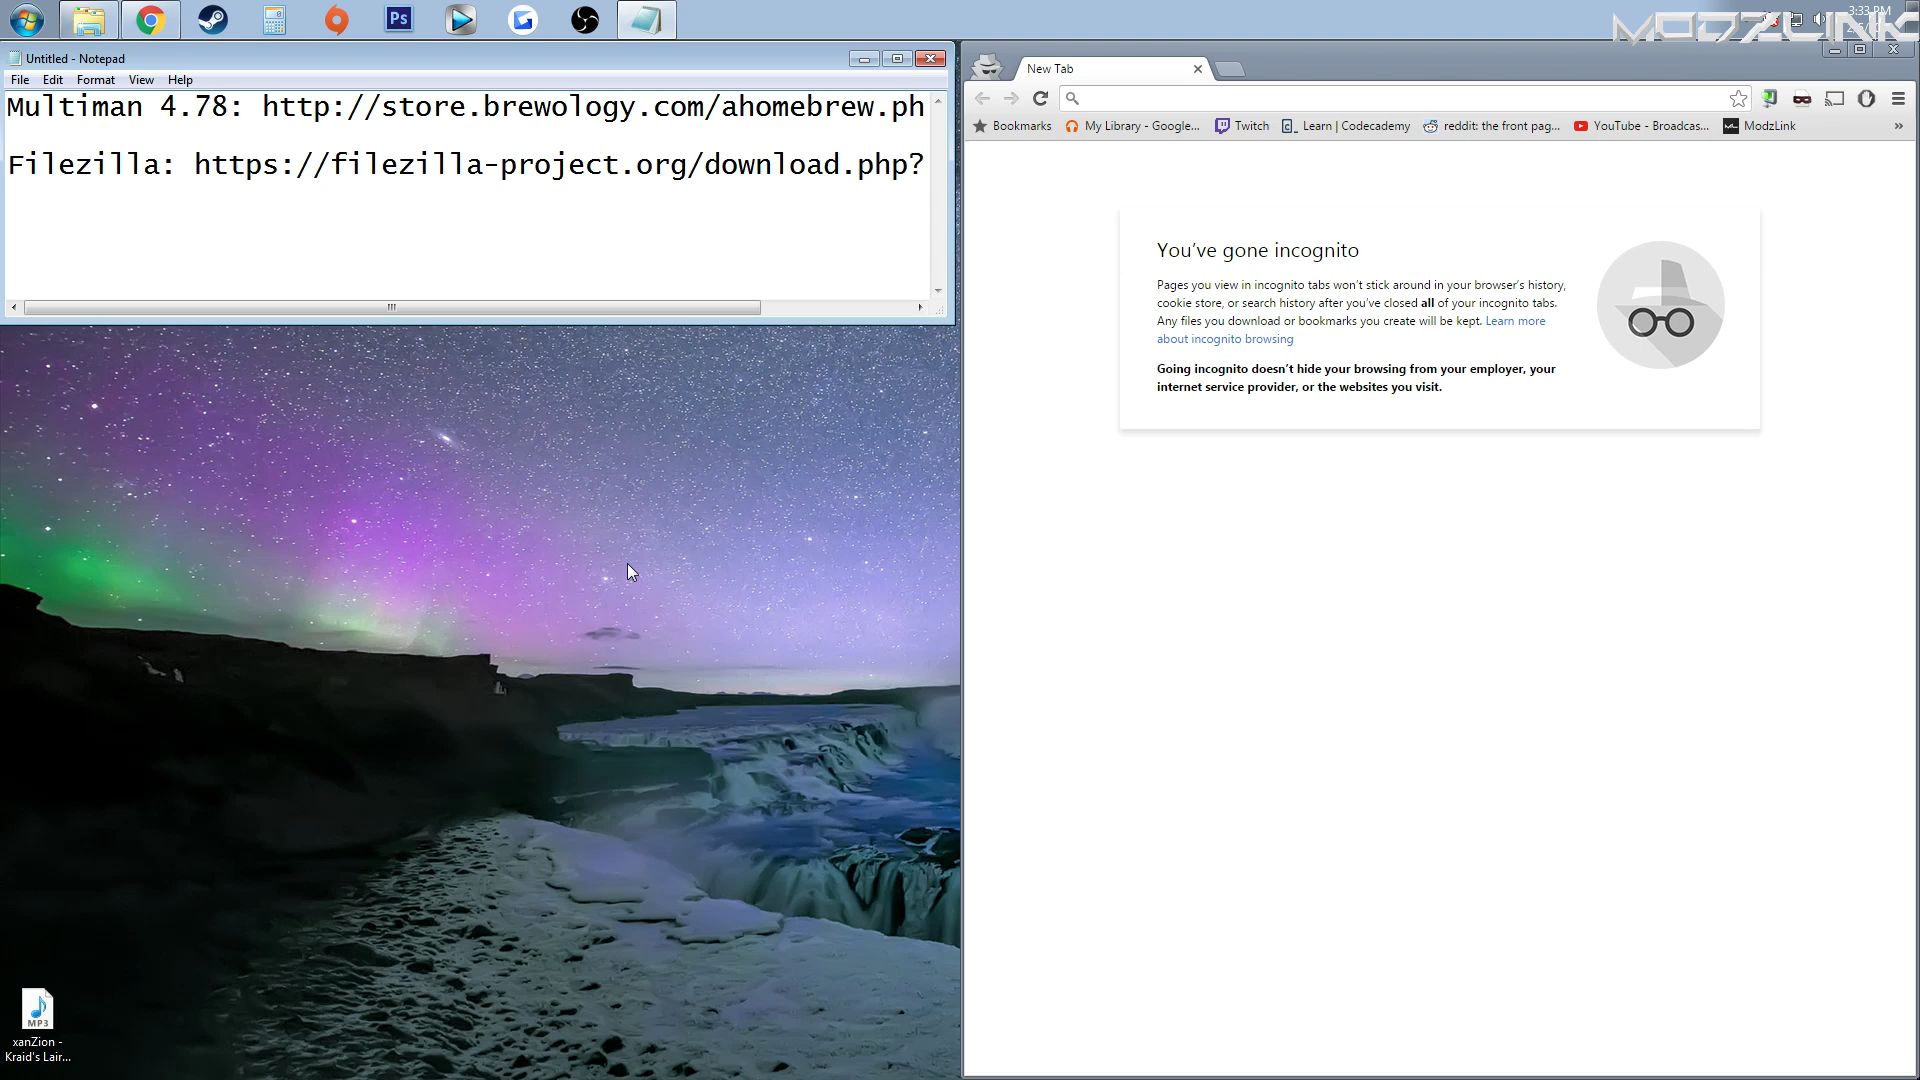 Ps
3:33 PM
MODZLINK
Untitled - Notepad
File Edit Format View Help
Multiman 4.78: http://store.brewology.com/ahomebrew.ph
Filezilla: https://filezilla-project.org/download.php?
New Tab
Bookmarks My Library - Google... Twitch Learn | Codecademy reddit: the front pag... YouTube - Broadcas... ModzLink
You've gone incognito
Pages you view in incognito tabs won't stick around in your browser's history,
cookie store, or search history after you've closed all of your incognito tabs.
Any files you download or bookmarks you create will be kept. Learn more
about incognito browsing
Going incognito doesn't hide your browsing from your employer, your
internet service provider, or the websites you visit.
MP3
xanZion -
Kraid's Lair...